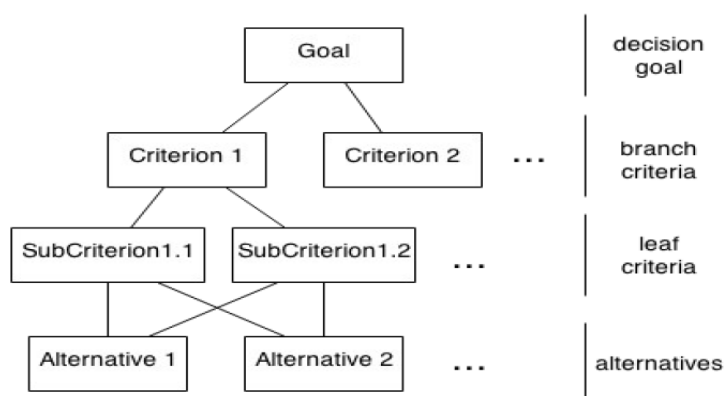 Goal
decision
goal
Criterion 1
Criterion 2
...
branch
criteria
SubCriterion1.1
SubCriterion1.2
...
leaf
criteria
Alternative 1
Alternative 2
...
alternatives